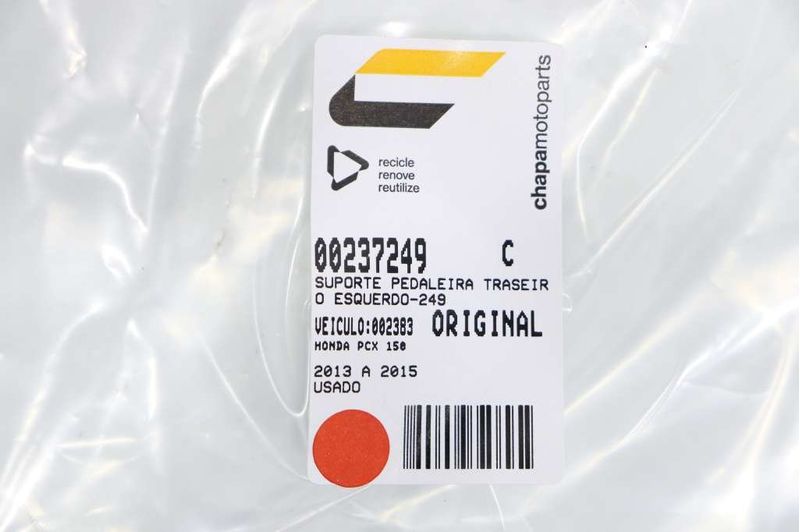 chapamotoparts
recicle
renove
reutilize
00237249 C
SUPORTE PEDALEIRA TRASEIR
O ESQUERDO-249
VEICULO:002383 ORIGINAL
HONDA PCX 150
2013 A 2015
USADO